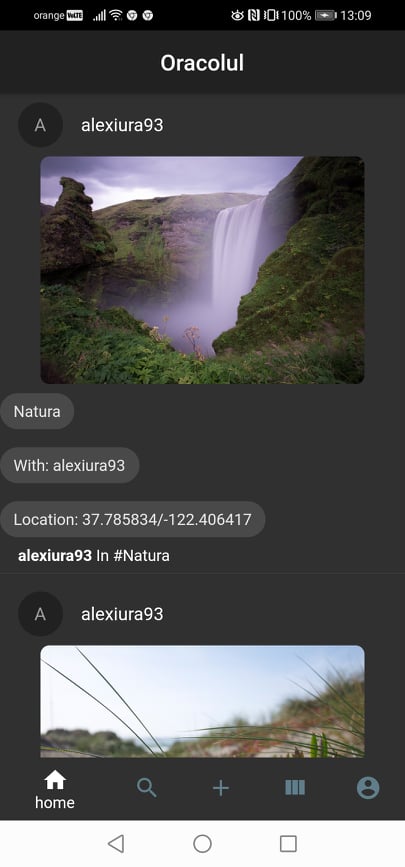 orange VoLTE 100% 13:09
Oracolul
A alexiura93
Natura
With: alexiura93
Location: 37.785834/-122.406417
alexiura93 In #Natura
A alexiura93
home